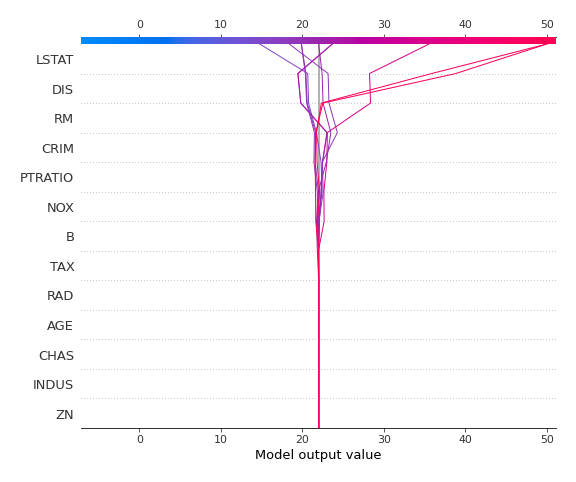 0 10 20 30 40 50
LSTAT
DIS
RM
CRIM
PTRATIO
NOX
B
TAX
RAD
AGE
CHAS
INDUS
ZN
0 10 20 30 40 50
Model output value